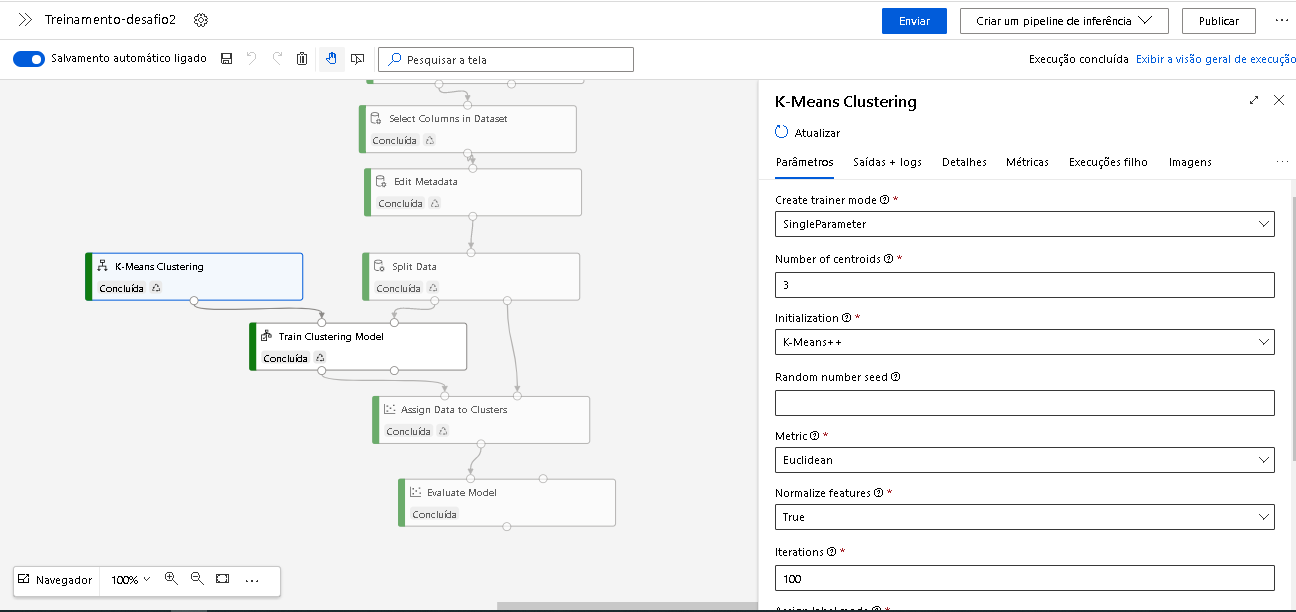 Treinamento-desafio2
Enviar
Criar um pipeline de inferência
Publicar
Salvamento automático ligado
Pesquisar a tela
Execução concluída
Exibir a visão geral de execução
Select Columns in Dataset
Concluída
Edit Metadata
Concluída
K-Means Clustering
Concluída
Split Data
Concluída
Train Clustering Model
Concluída
Assign Data to Clusters
Concluída
Evaluate Model
Concluída
Navegador
100%
K-Means Clustering
Atualizar
Parâmetros
Saídas + logs
Detalhes
Métricas
Execuções filho
Imagens
Create trainer mode *
SingleParameter
Number of centroids *
3
Initialization *
K-Means++
Random number seed
Metric *
Euclidean
Normalize features *
True
Iterations *
100
Assign label mode *